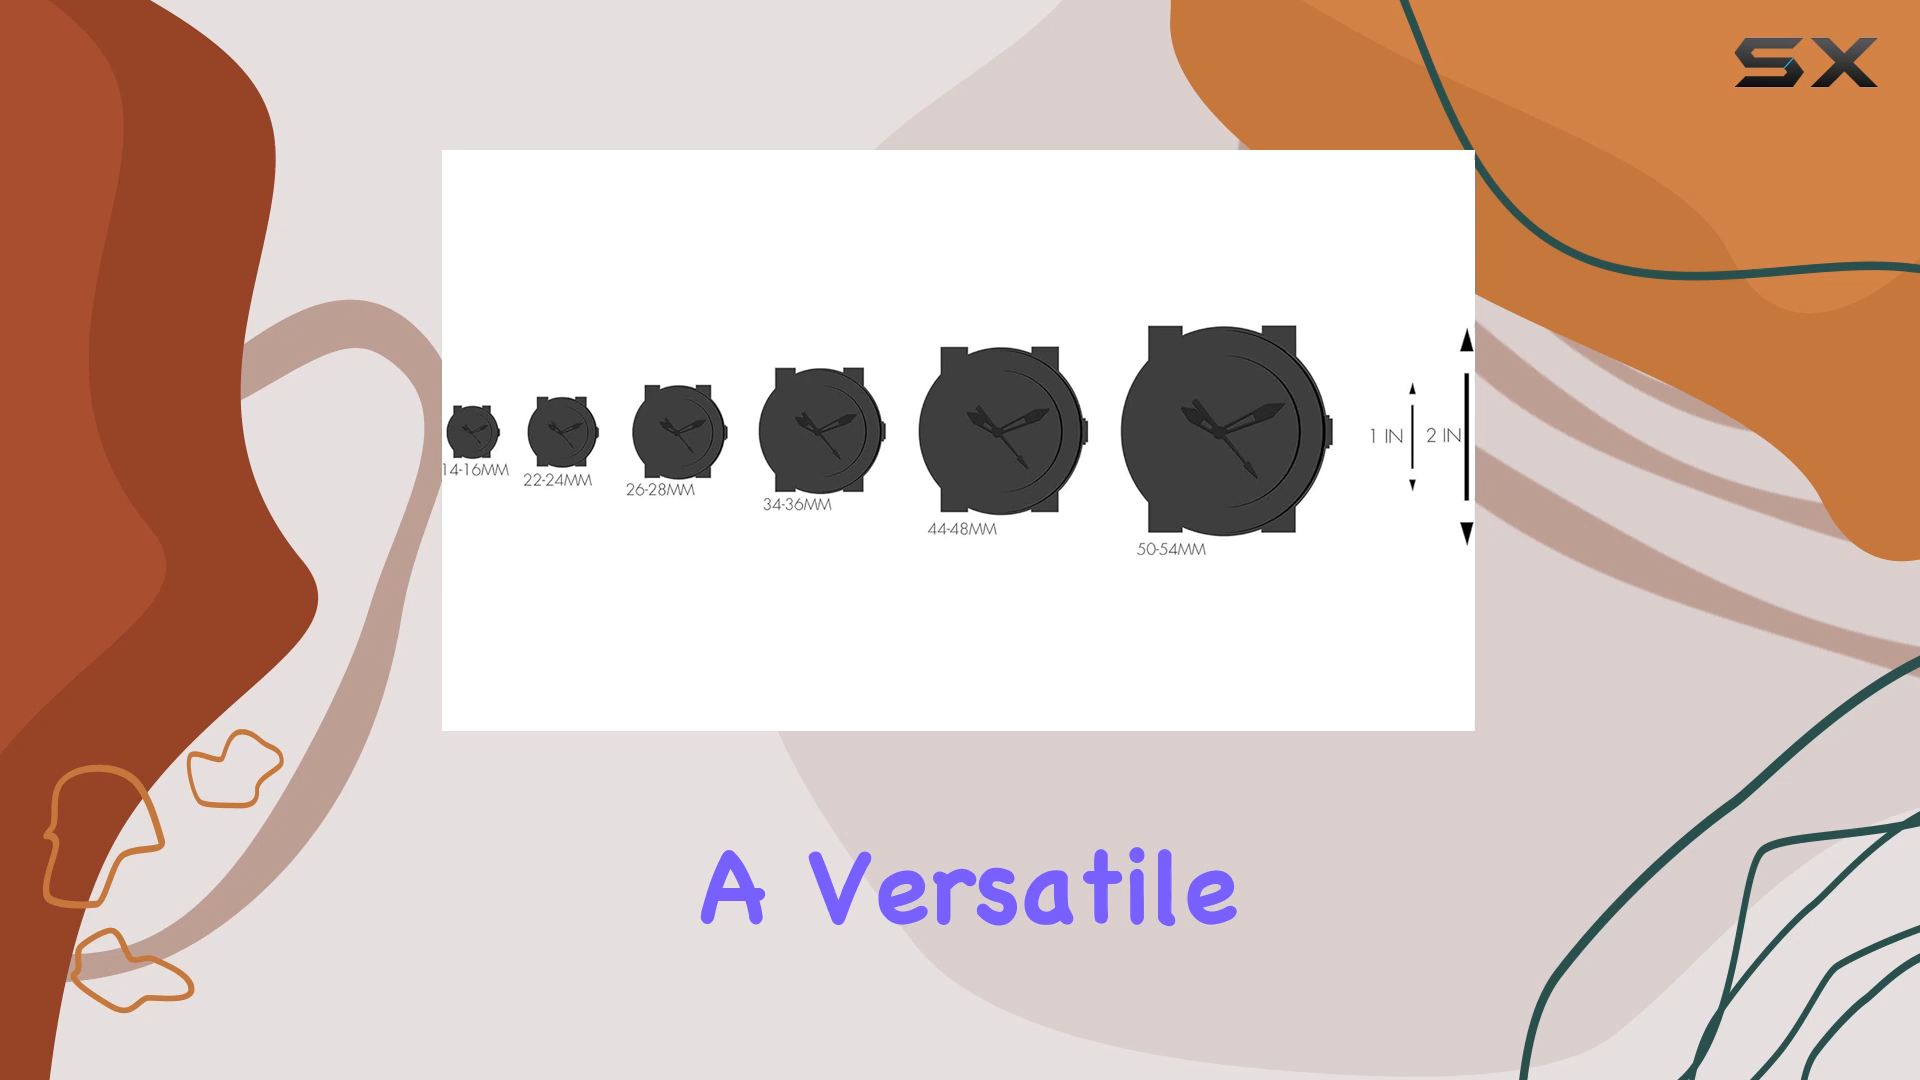 SX
14-16MM
22-24MM
26-28MM
34-36MM
44-48MM
50-54MM
1 IN
2 IN
A Versatile